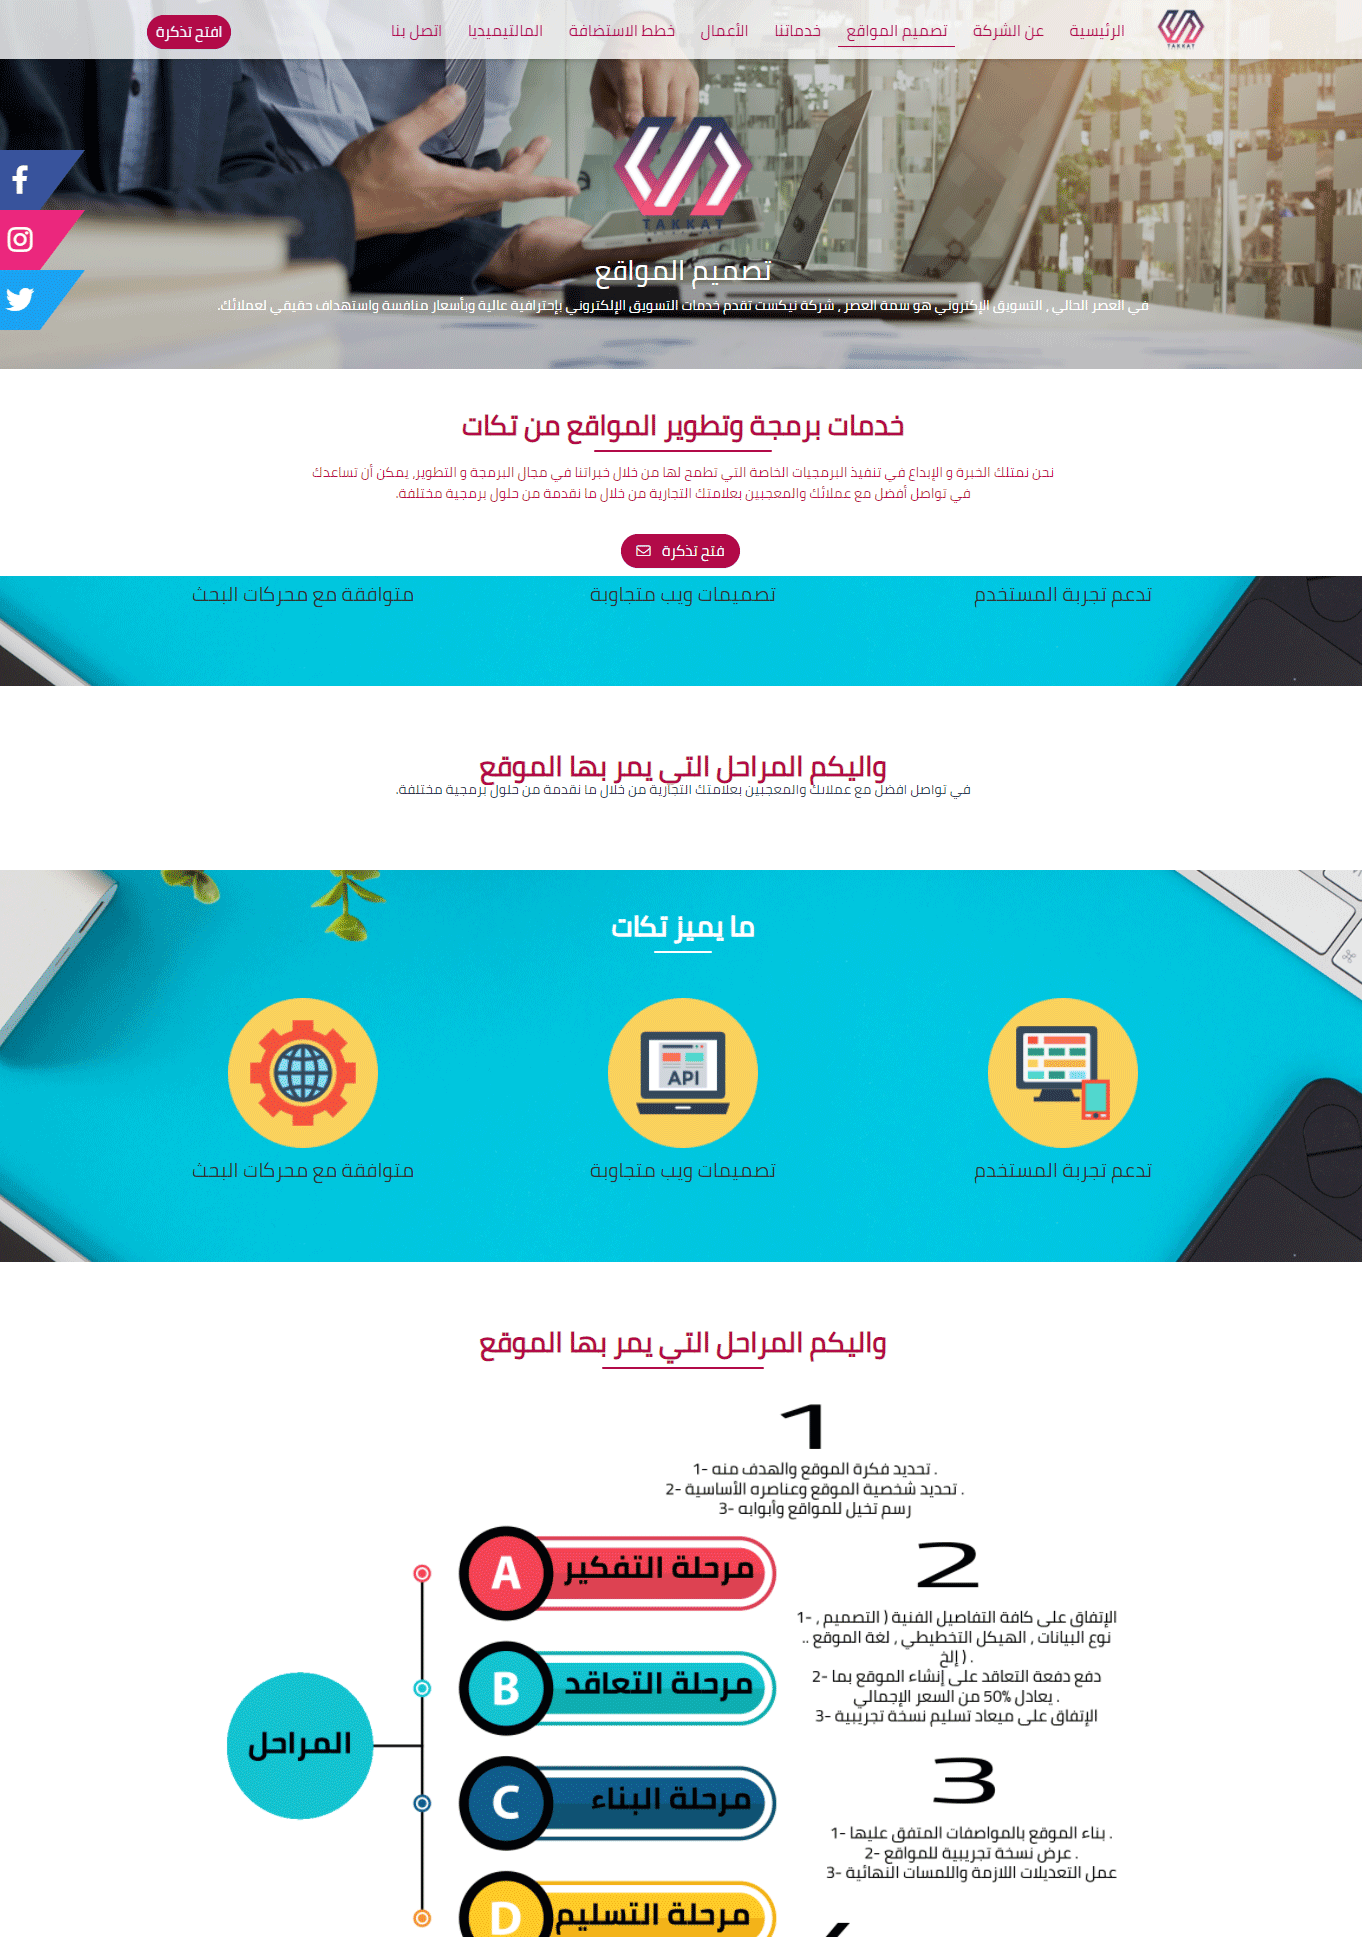 الرئيسية
عن الشركة
تصميم المواقع
خدماتنا
الأعمال
خطط الاستضافة
المالتيميديا
اتصل بنا
افتح تذكرة
TAKKAT
TAKKAT
تصميم المواقع
في العصر الحالي , التسويق الإكتروني هو سمة العصر , شركة نيكست تقدم خدمات التسويق الإلكتروني بإحترافية عالية وبأسعار منافسة واستهداف حقيقي لعملائك.
خدمات برمجة وتطوير المواقع من تكات
نحن نمتلك الخبرة و الإبداع في تنفيذ البرمجيات الخاصة التي تطمح لها من خلال خبراتنا في مجال البرمجة و التطوير, يمكن أن تساعدك
في تواصل أفضل مع عملائك والمعجبين بعلامتك التجارية من خلال ما نقدمة من حلول برمجية مختلفة.
فتح تذكرة
تدعم تجربة المستخدم
تصميمات ويب متجاوبة
متوافقة مع محركات البحث
واليكم المراحل التي يمر بها الموقع
في تواصل أفضل مع عملائك والمعجبين بعلامتك التجارية من خلال ما نقدمة من حلول برمجية مختلفة.
ما يميز تكات
API
تدعم تجربة المستخدم
تصميمات ويب متجاوبة
متوافقة مع محركات البحث
واليكم المراحل التي يمر بها الموقع
1
1- تحديد فكرة الموقع والهدف منه .
2- تحديد شخصية الموقع وعناصره الأساسية .
3- رسم تخيل للمواقع وأبوابه
A مرحلة التفكير
2
1- الإتفاق على كافة التفاصيل الفنية ( التصميم ,
نوع البيانات , الهيكل التخطيطي , لغة الموقع ..
إلخ ) .
2- دفع دفعة التعاقد على إنشاء الموقع بما
يعادل 50% من السعر الإجمالي .
3- الإتفاق على ميعاد تسليم نسخة تجريبية
B مرحلة التعاقد
المراحل
3
1- بناء الموقع بالمواصفات المتفق عليها .
2- عرض نسخة تجريبية للمواقع .
3- عمل التعديلات اللازمة واللمسات النهائية
C مرحلة البناء
D مرحلة التسليم